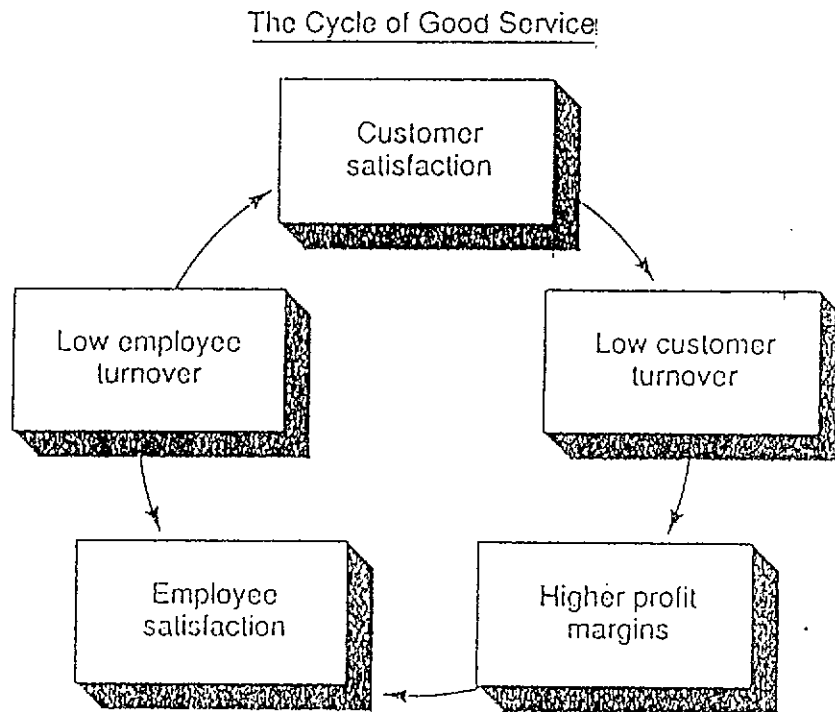 The Cycle of Good Service
Customer
satisfaction
Low employee
turnover
Low customer
turnover
Employee
satisfaction
Higher profit
margins